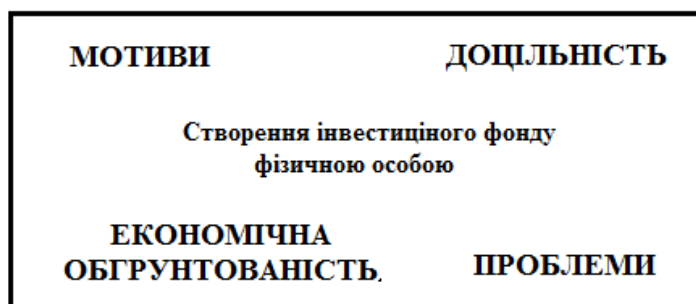 МОТИВИ
ДОЦІЛЬНІСТЬ
Створення інвестиціного фонду
фізичною особою
ЕКОНОМІЧНА
ОБГРУНТОВАНІСТЬ.
ПРОБЛЕМИ